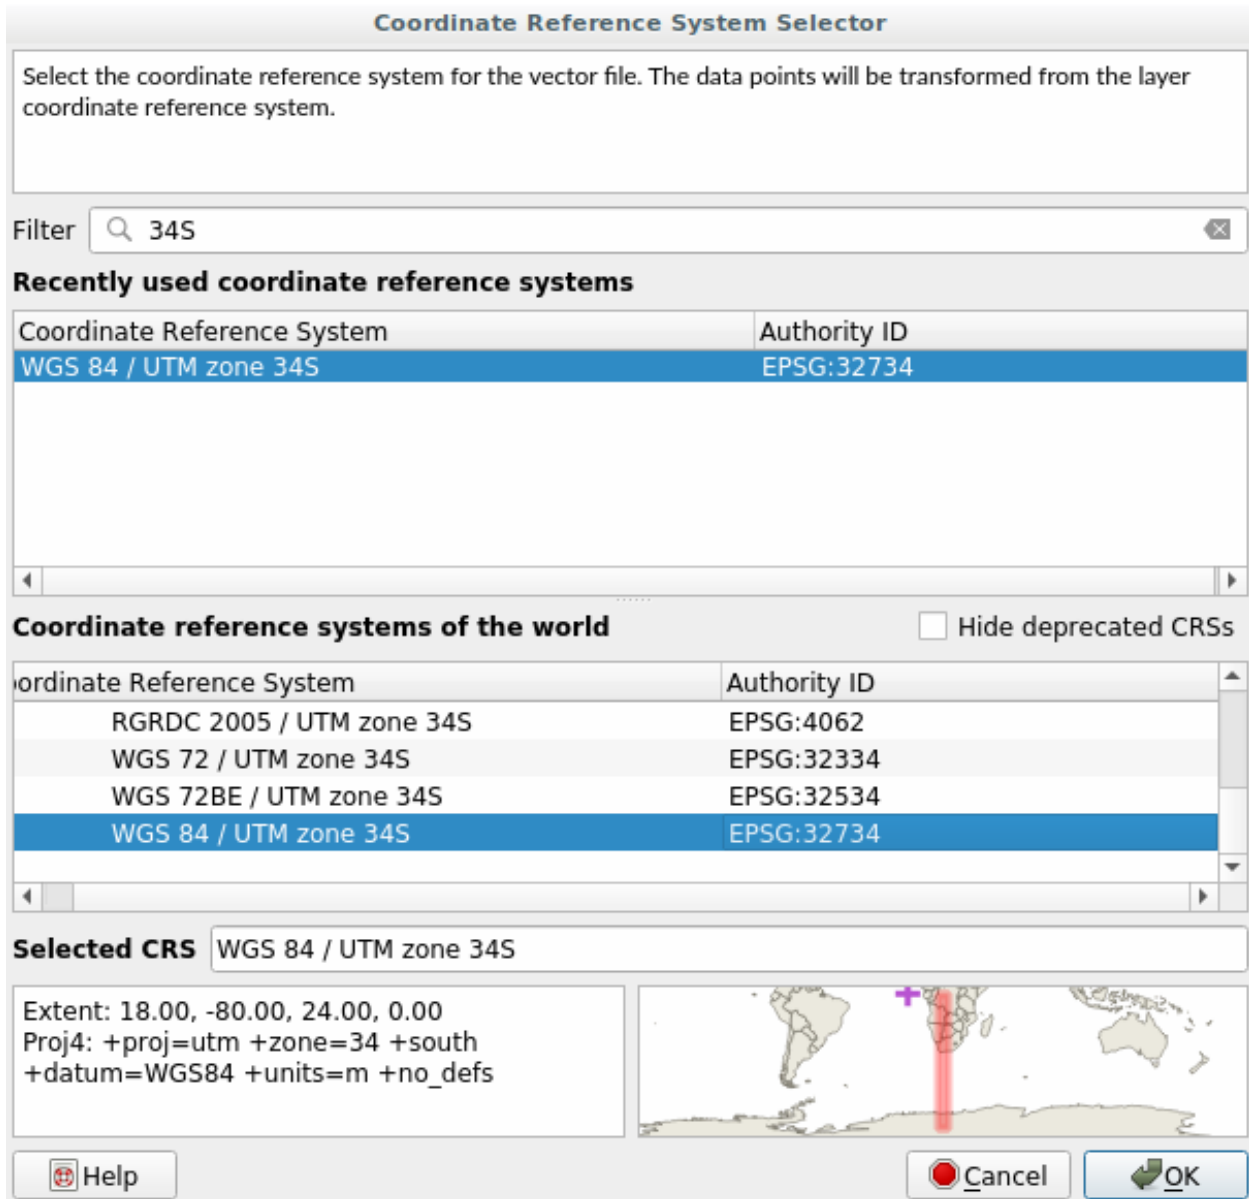 Coordinate Reference System Selector
Select the coordinate reference system for the vector file. The data points will be transformed from the layer
coordinate reference system.
Filter 34S
Recently used coordinate reference systems
Coordinate Reference System Authority ID
WGS 84 / UTM zone 34S EPSG:32734
Coordinate reference systems of the world Hide deprecated CRSs
ordinate Reference System Authority ID
RGRDC 2005 / UTM zone 34S EPSG:4062
WGS 72 / UTM zone 34S EPSG:32334
WGS 72BE / UTM zone 34S EPSG:32534
WGS 84 / UTM zone 34S EPSG:32734
Selected CRS WGS 84 / UTM zone 34S
Extent: 18.00, -80.00, 24.00, 0.00
Proj4: +proj=utm +zone=34 +south
+datum=WGS84 +units=m +no_defs
Help Cancel OK